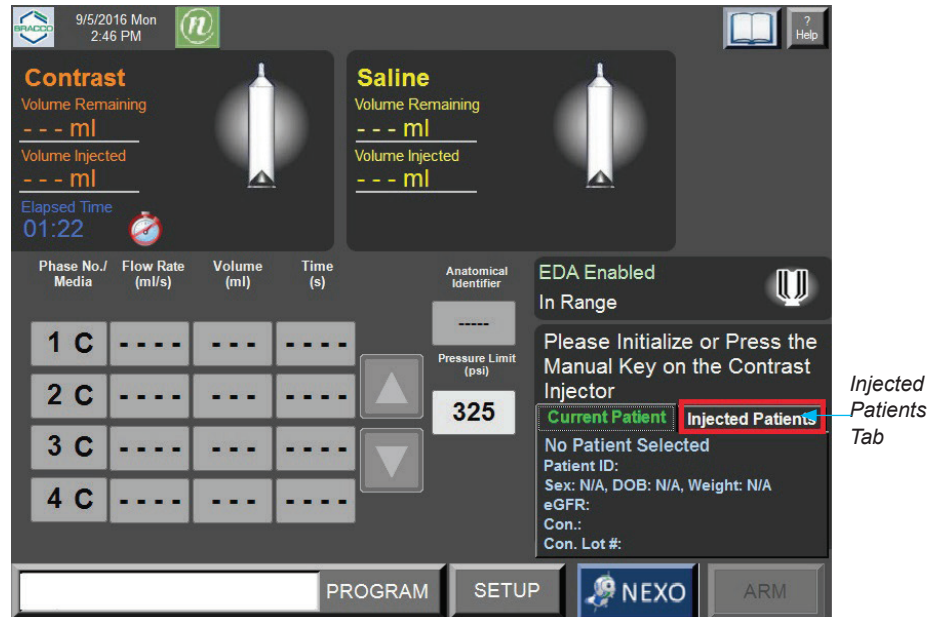 BRACCO
9/5/2016 Mon
2:46 PM
n
?
Help
Contrast
Volume Remaining
- - - ml
Volume Injected
- - - ml
Elapsed Time
01:22
Saline
Volume Remaining
- - - ml
Volume Injected
- - - ml
Phase No./
Media
Flow Rate
(ml/s)
Volume
(ml)
Time
(s)
1 C - - - - - - - - - - -
2 C - - - - - - - - - - -
3 C - - - - - - - - - - -
4 C - - - - - - - - - - -
Anatomical
Identifier
-----
Pressure Limit
(psi)
325
EDA Enabled
In Range
Please Initialize or Press the
Manual Key on the Contrast
Injector
Current Patient Injected Patients
No Patient Selected
Patient ID:
Sex: N/A, DOB: N/A, Weight: N/A
eGFR:
Con.:
Con. Lot #:
Injected
Patients
Tab
PROGRAM SETUP NEXO ARM